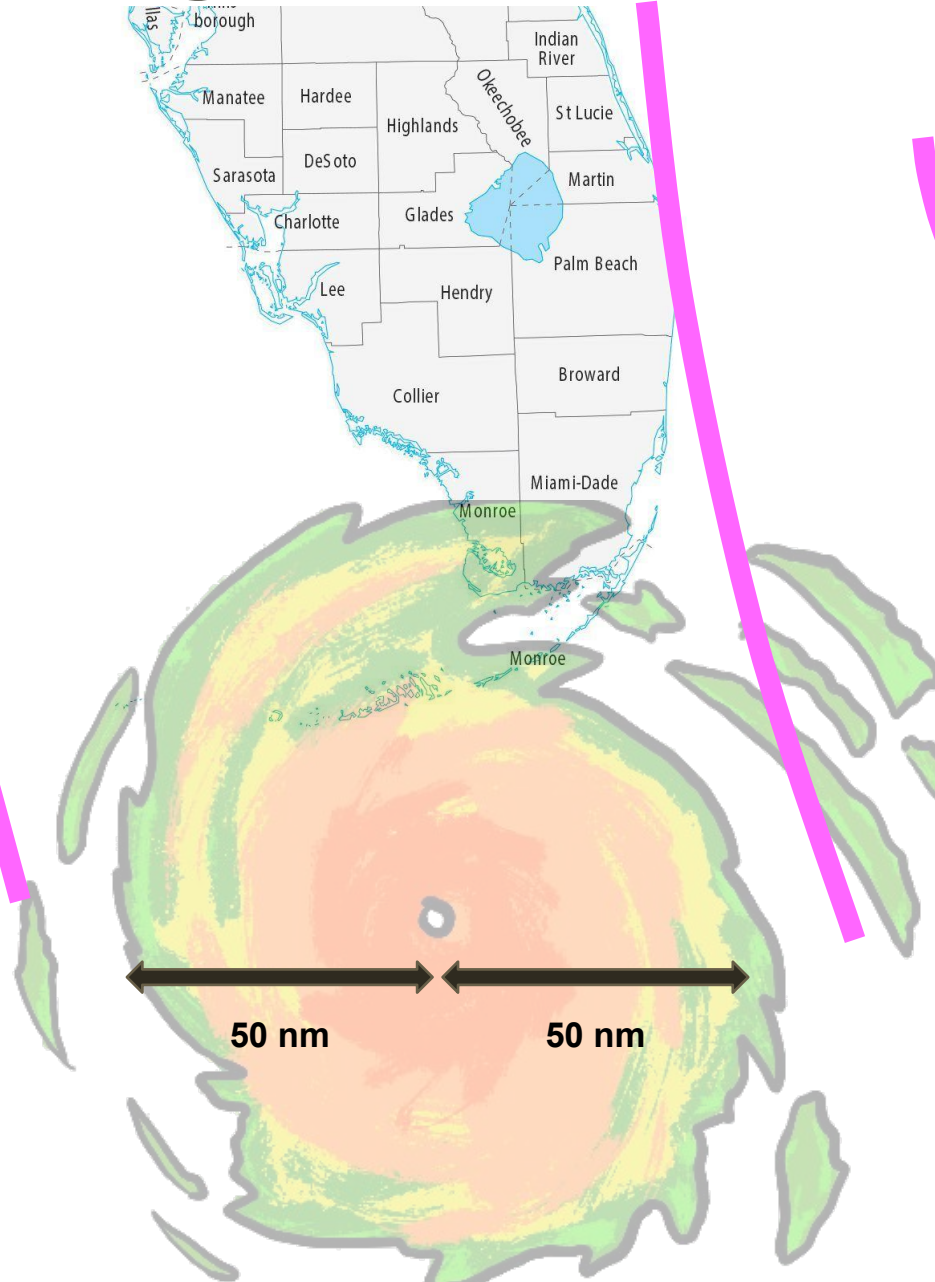 llas
borough
Indian
River
Manatee
Hardee
Okeechobee
St Lucie
Highlands
DeSoto
Sarasota
Martin
Charlotte
Glades
Palm Beach
Lee
Hendry
Broward
Collier
Miami-Dade
Monroe
Monroe
50 nm
50 nm